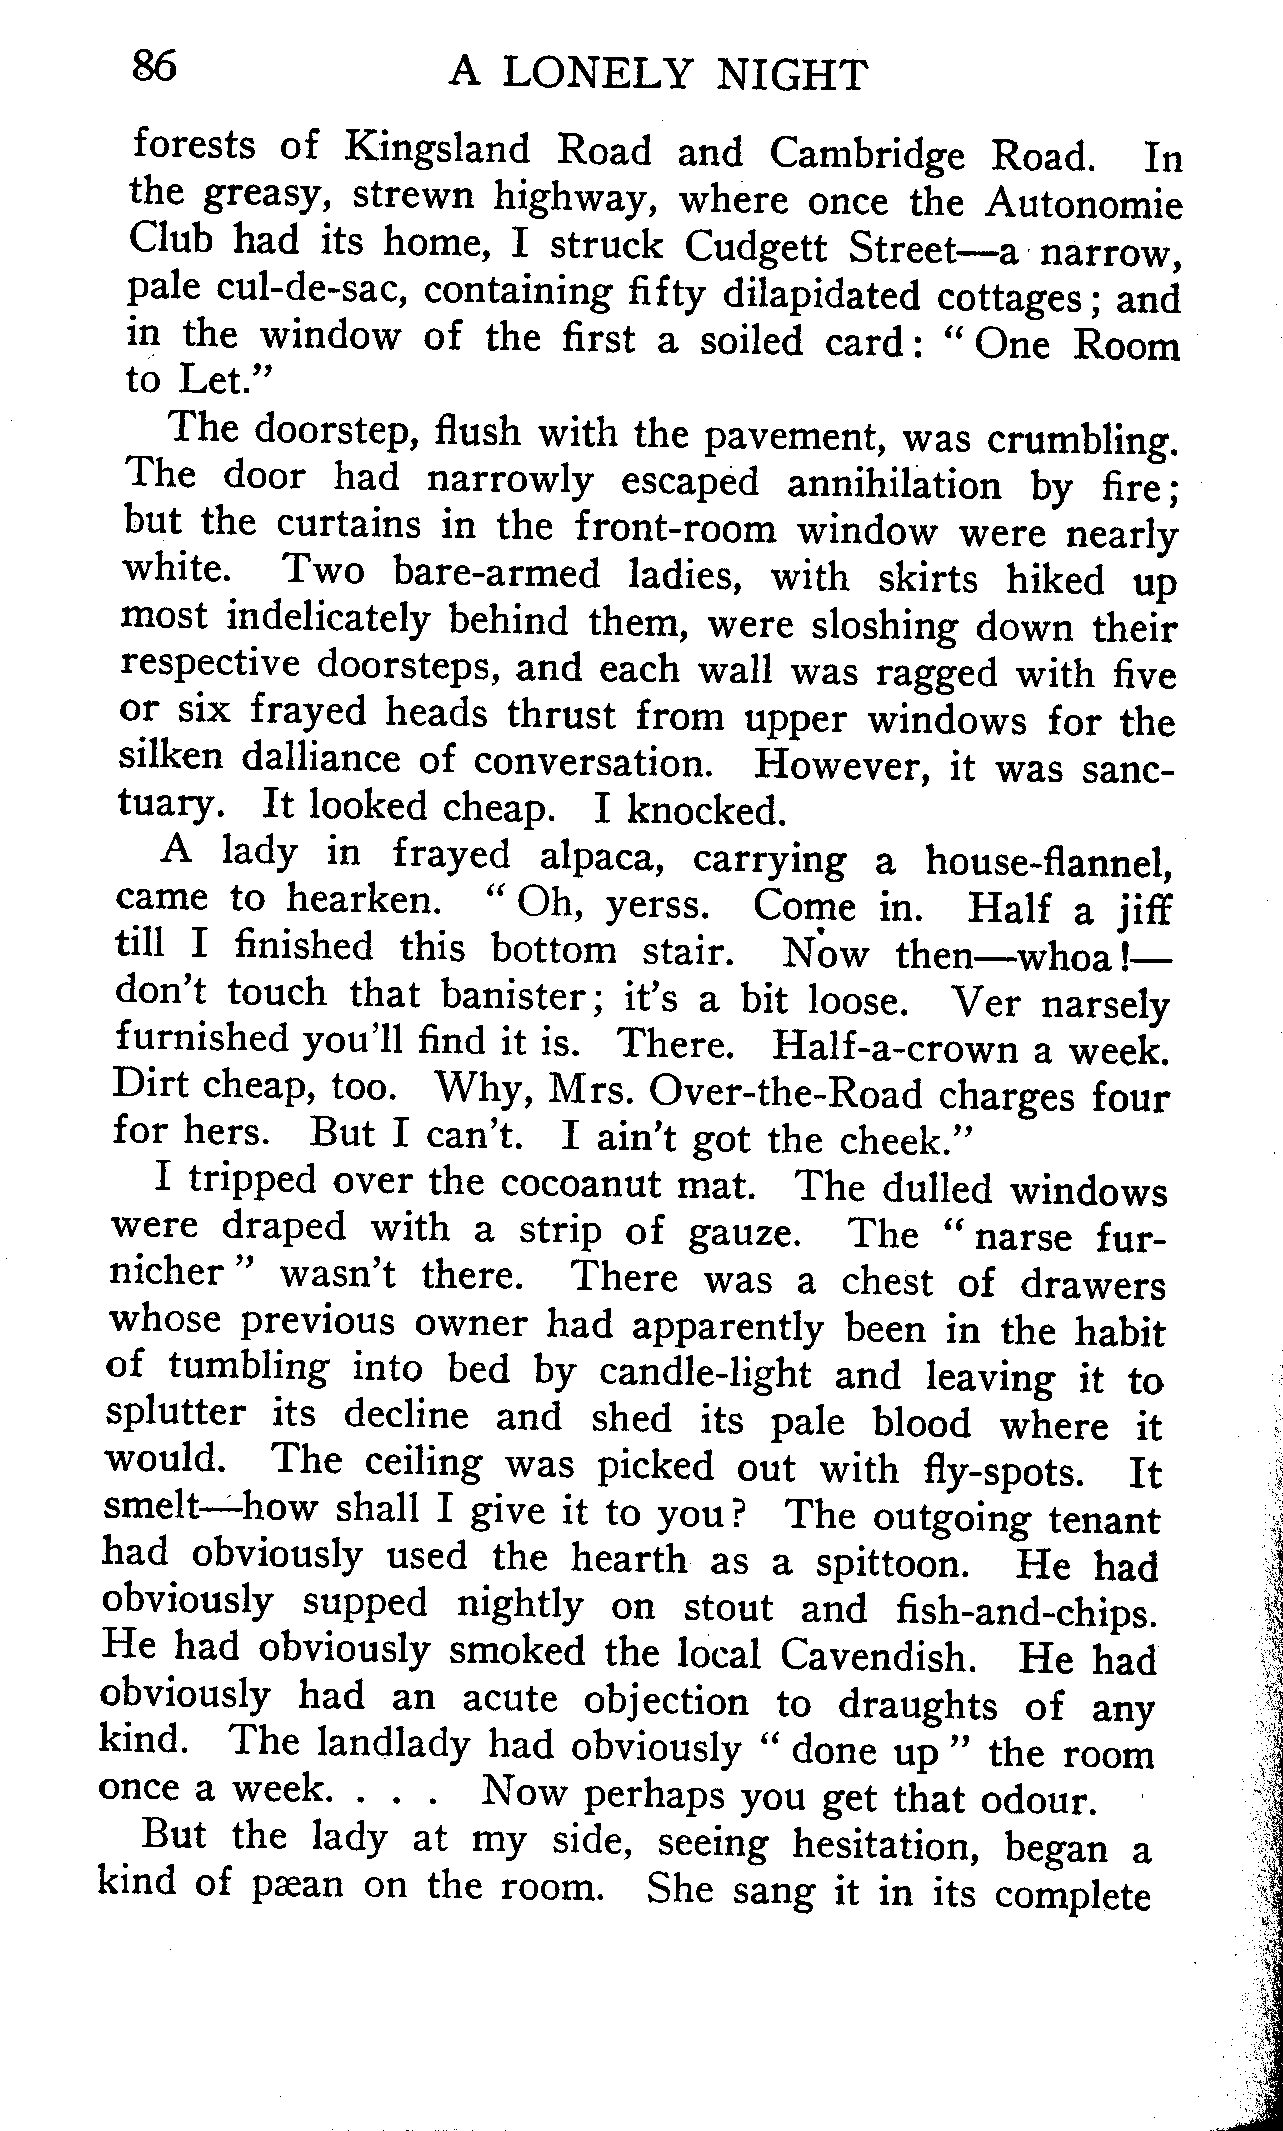 86
A LONELY NIGHT
forests of Kingsland Road and Cambridge Road. In
the greasy, strewn highway, where once the Autonomie
Club had its home, I struck Cudgett Street—a narrow,
pale cul-de-sac, containing fifty dilapidated cottages; and
in the window of the first a soiled card: “One Room
to Let.”
The doorstep, flush with the pavement, was crumbling.
The door had narrowly escaped annihilation by fire;
but the curtains in the front-room window were nearly
white. Two bare-armed ladies, with skirts hiked up
most indelicately behind them, were sloshing down their
respective doorsteps, and each wall was ragged with five
or six frayed heads thrust from upper windows for the
silken dalliance of conversation. However, it was sanc-
tuary. It looked cheap. I knocked.
A lady in frayed alpaca, carrying a house-flannel,
came to hearken. “Oh, yerss. Come in. Half a jiff
till I finished this bottom stair. Now then—whoa!—
don’t touch that banister; it’s a bit loose. Ver narsely
furnished you’ll find it is. There. Half-a-crown a week.
Dirt cheap, too. Why, Mrs. Over-the-Road charges four
for hers. But I can’t. I ain’t got the cheek.”
I tripped over the cocoanut mat. The dulled windows
were draped with a strip of gauze. The “narse fur-
nicher” wasn’t there. There was a chest of drawers
whose previous owner had apparently been in the habit
of tumbling into bed by candle-light and leaving it to
splutter its decline and shed its pale blood where it
would. The ceiling was picked out with fly-spots. It
smelt—how shall I give it to you? The outgoing tenant
had obviously used the hearth as a spittoon. He had
obviously supped nightly on stout and fish-and-chips.
He had obviously smoked the local Cavendish. He had
obviously had an acute objection to draughts of any
kind. The landlady had obviously “done up” the room
once a week. . . . Now perhaps you get that odour.
But the lady at my side, seeing hesitation, began a
kind of pæan on the room. She sang it in its complete